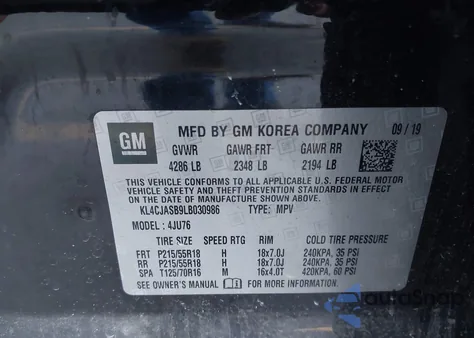 GM
MFD BY GM KOREA COMPANY 09/19
GVWR GAWR FRT GAWR RR
4286 LB 2348 LB 2194 LB
THIS VEHICLE CONFORMS TO ALL APPLICABLE U.S. FEDERAL MOTOR
VEHICLE SAFETY AND THEFT PREVENTION STANDARDS IN EFFECT ON
THE DATE OF MANUFACTURE SHOWN ABOVE.
KL4CJASB9LB030986 TYPE: MPV
MODEL: 4JU76
TIRE SIZE SPEED RTG RIM COLD TIRE PRESSURE
FRT P215/55R18 H 18x7.0J 240KPA, 35 PSI
RR P215/55R18 H 18x7.0J 240KPA, 35 PSI
SPA T125/70R16 M 16x4.0T 420KPA, 60 PSI
SEE OWNER'S MANUAL FOR MORE INFORMATION.
autoSnap